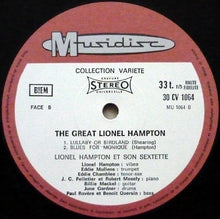 Musidisc
COLLECTION VARIETE
BIEM
STEREO
33 t.
30 CV 1064
FACE B
MU 1064 B
THE GREAT LIONEL HAMPTON
1. LULLABY OF BIRDLAND (Shearing)
2. BLUES FOR MONIQUE (Hampton)
LIONEL HAMPTON ET SON SEXTETTE
Lionel Hampton : vibes
Eddie Mullens : trompet
Eddie Chamblee : tenor-sax
J. C. Pelletier et Robert Mosely : piano
Billie Mackel : guitar
June Gardner : drums
Paul Rovère et Benoit Quersin : bass